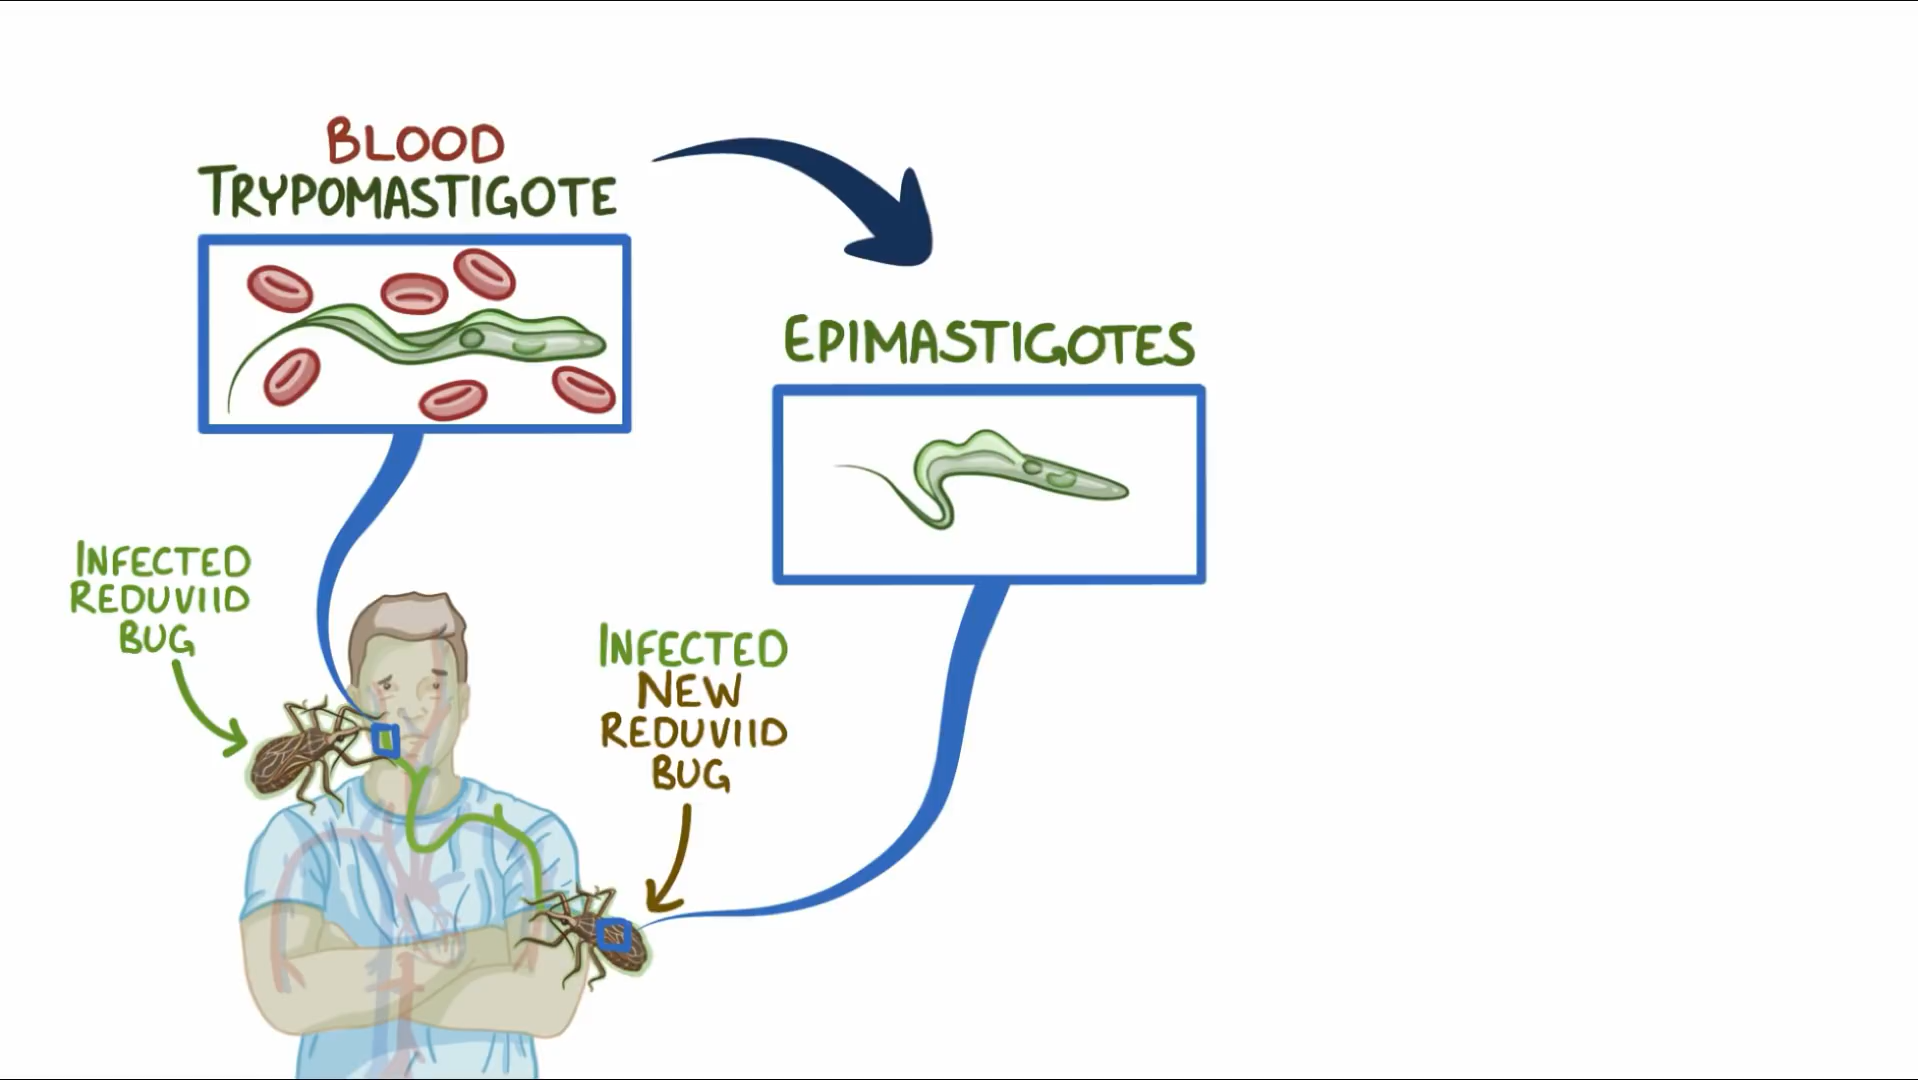 BLOOD
TRYPOMASTIGOTE
EPIMASTIGOTES
INFECTED
REDUVIID
BUG
INFECTED
NEW
REDUVIID
BUG